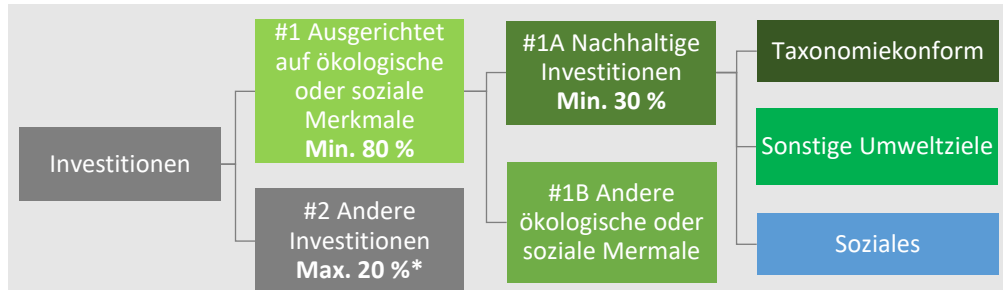 Investitionen
#1 Ausgerichtet
auf ökologische
oder soziale
Merkmale
Min. 80 %
#2 Andere
Investitionen
Max. 20 %*
#1A Nachhaltige
Investitionen
Min. 30 %
#1B Andere
ökologische oder
soziale Mermale
Taxonomiekonform
Sonstige Umweltziele
Soziales